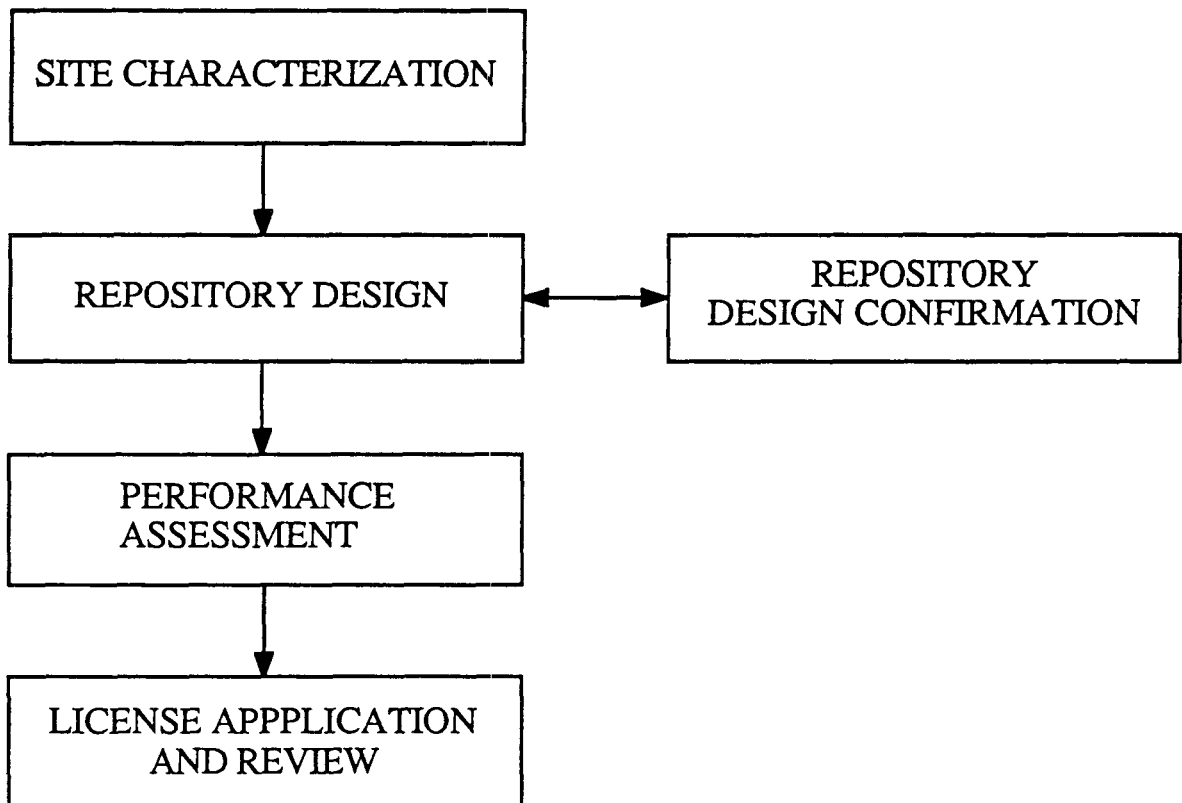 SITE CHARACTERIZATION
REPOSITORY DESIGN
REPOSITORY
DESIGN CONFIRMATION
PERFORMANCE
ASSESSMENT
LICENSE APPPLICATION
AND REVIEW